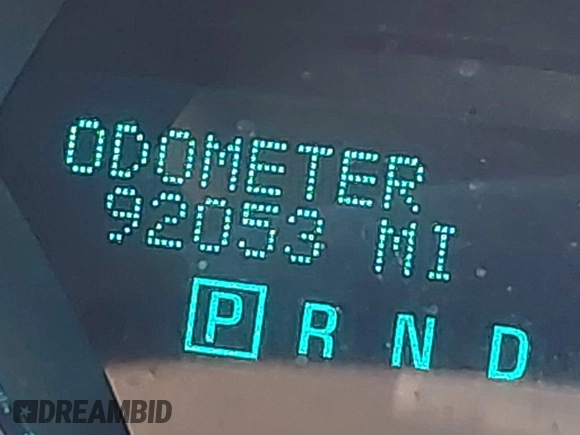 ODOMETER
92053 MI
P R N D
DREAMBID